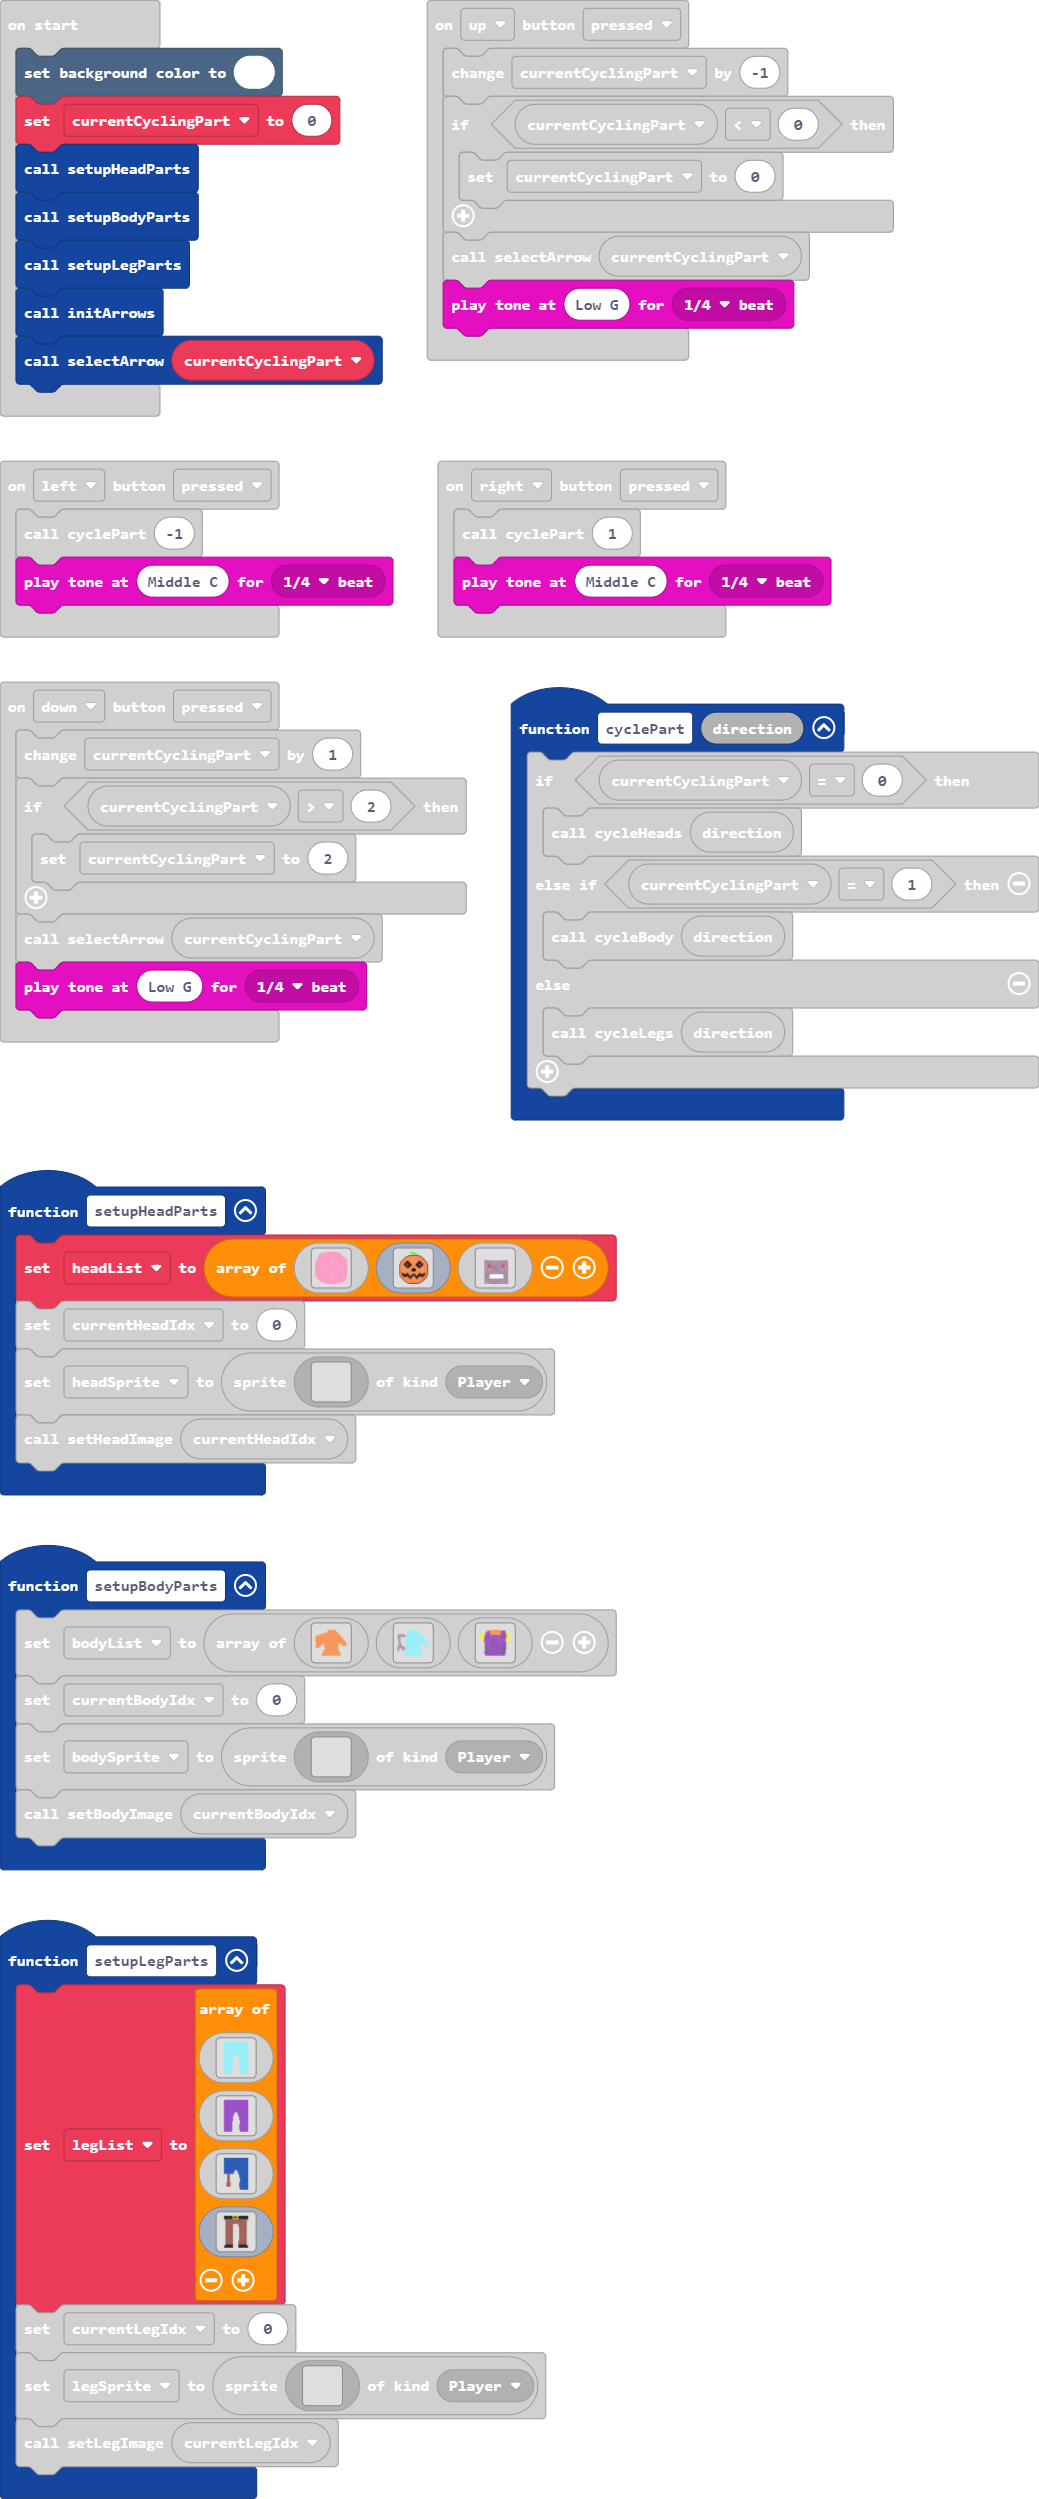 on start
set background color to
set currentCyclingPart to 0
call setupHeadParts
call setupBodyParts
call setupLegParts
call initArrows
call selectArrow currentCyclingPart
on up button pressed
change currentCyclingPart by -1
if currentCyclingPart < 0 then
set currentCyclingPart to 0
call selectArrow currentCyclingPart
play tone at Low G for 1/4 beat
on left button pressed
call cyclePart -1
play tone at Middle C for 1/4 beat
on right button pressed
call cyclePart 1
play tone at Middle C for 1/4 beat
on down button pressed
change currentCyclingPart by 1
if currentCyclingPart > 2 then
set currentCyclingPart to 2
call selectArrow currentCyclingPart
play tone at Low G for 1/4 beat
function cyclePart direction
if currentCyclingPart = 0 then
call cycleHeads direction
else if currentCyclingPart = 1 then
call cycleBody direction
else
call cycleLegs direction
function setupHeadParts
set headList to array of
set currentHeadIdx to 0
set headSprite to sprite of kind Player
call setHeadImage currentHeadIdx
function setupBodyParts
set bodyList to array of
set currentBodyIdx to 0
set bodySprite to sprite of kind Player
call setBodyImage currentBodyIdx
function setupLegParts
array of
set legList to
set currentLegIdx to 0
set legSprite to sprite of kind Player
call setLegImage currentLegIdx